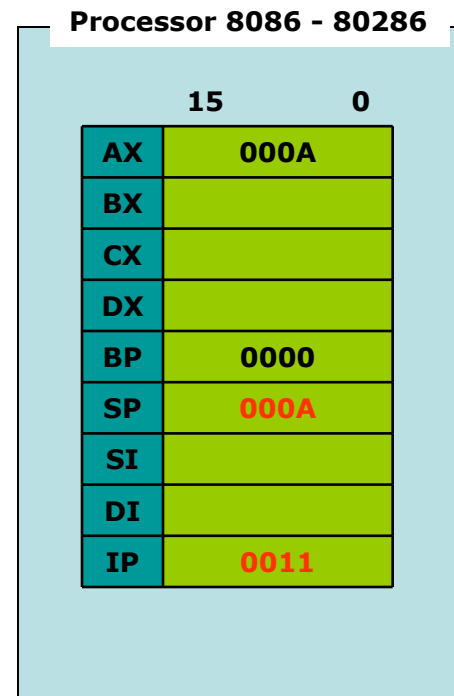 Processor 8086 - 80286
15 0
AX 000A
BX
CX
DX
BP 0000
SP 000A
SI
DI
IP 0011